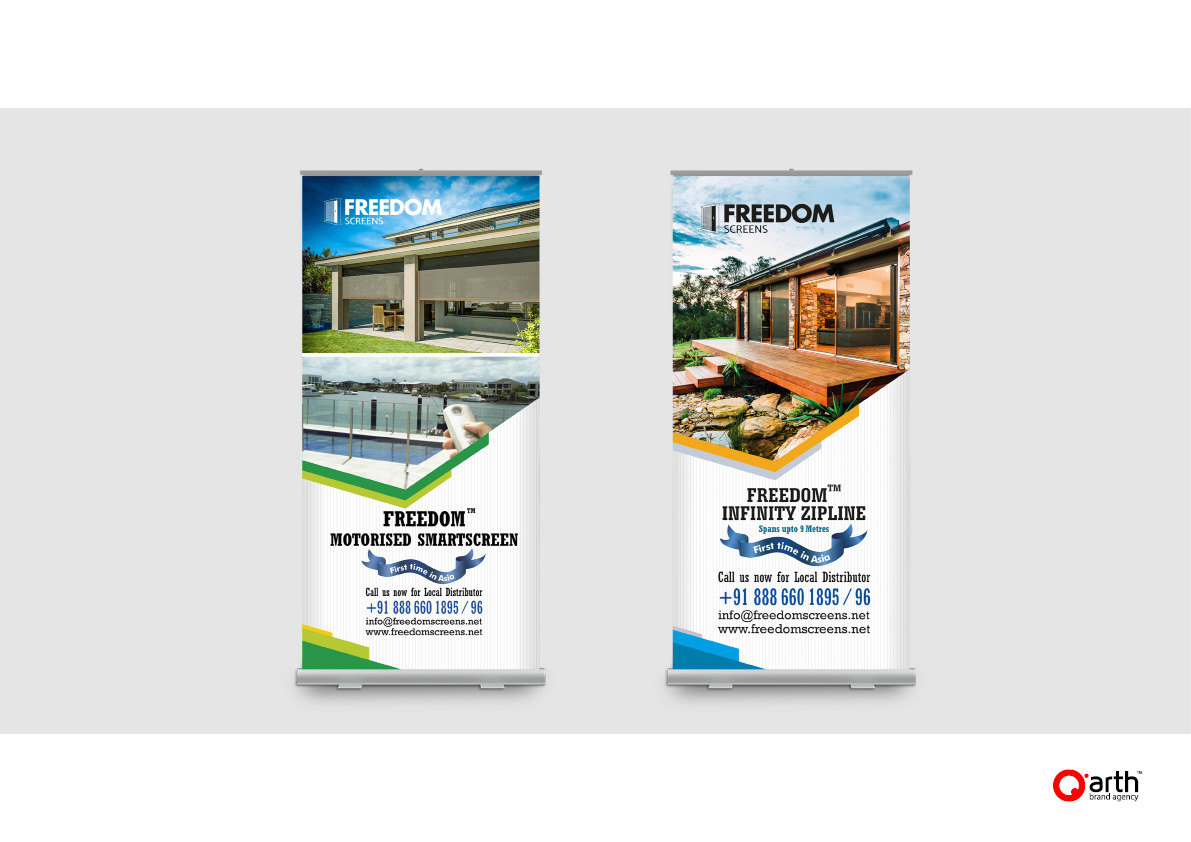 FREEDOM
SCREENS
FREEDOM™
MOTORISED SMARTSCREEN
First time in Asia
Call us now for Local Distributor
+91 888 660 1895 / 96
info@freedomscreens.net
www.freedomscreens.net
FREEDOM
SCREENS
FREEDOM™
INFINITY ZIPLINE
Spans upto 9 Metres
First time in Asia
Call us now for Local Distributor
+91 888 660 1895 / 96
info@freedomscreens.net
www.freedomscreens.net
Q'arth™
brand agency